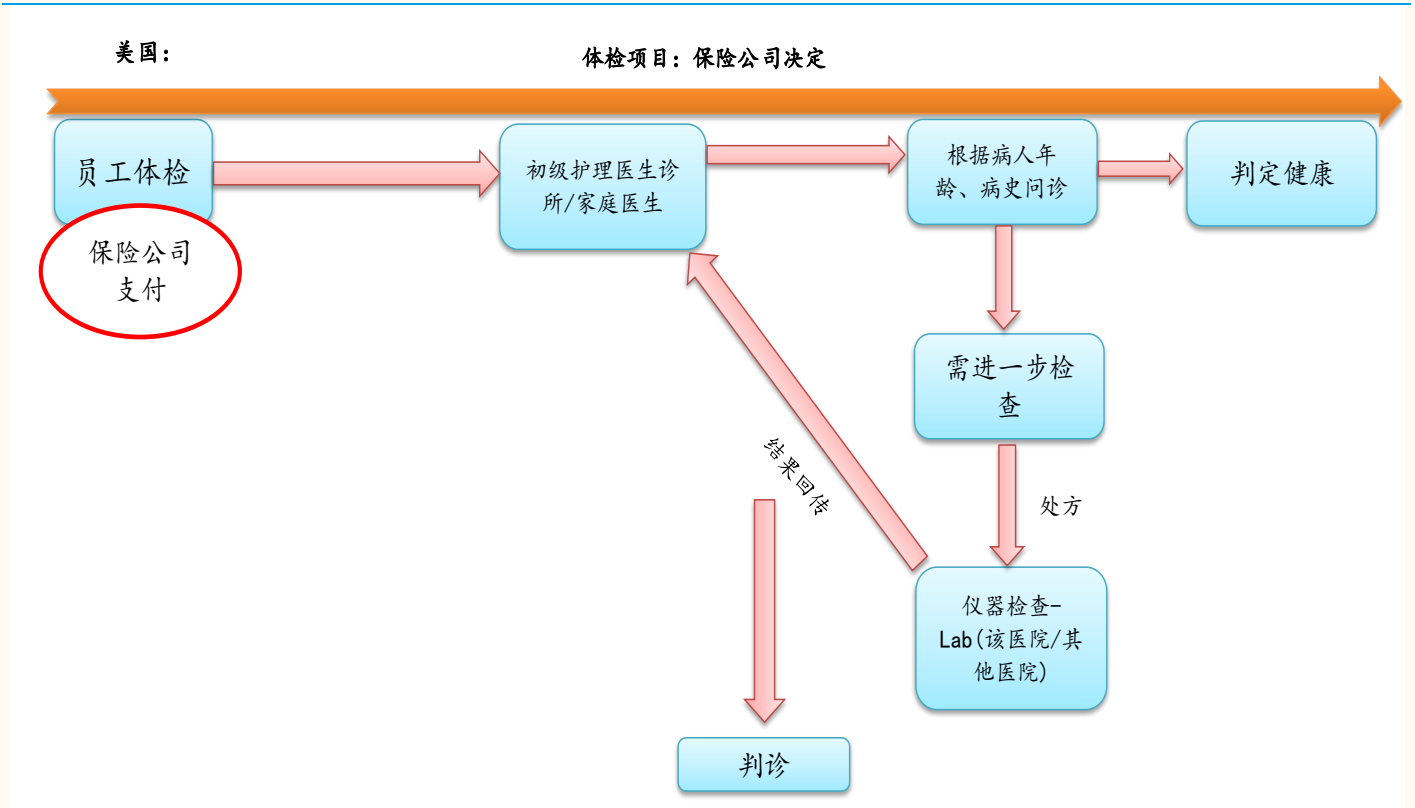 美国:
体检项目: 保险公司决定
员工体检
保险公司
支付
初级护理医生诊
所/家庭医生
根据病人年
龄、病史问诊
判定健康
需进一步检
查
处方
结果回传
仪器检查-
Lab(该医院/其
他医院)
判诊